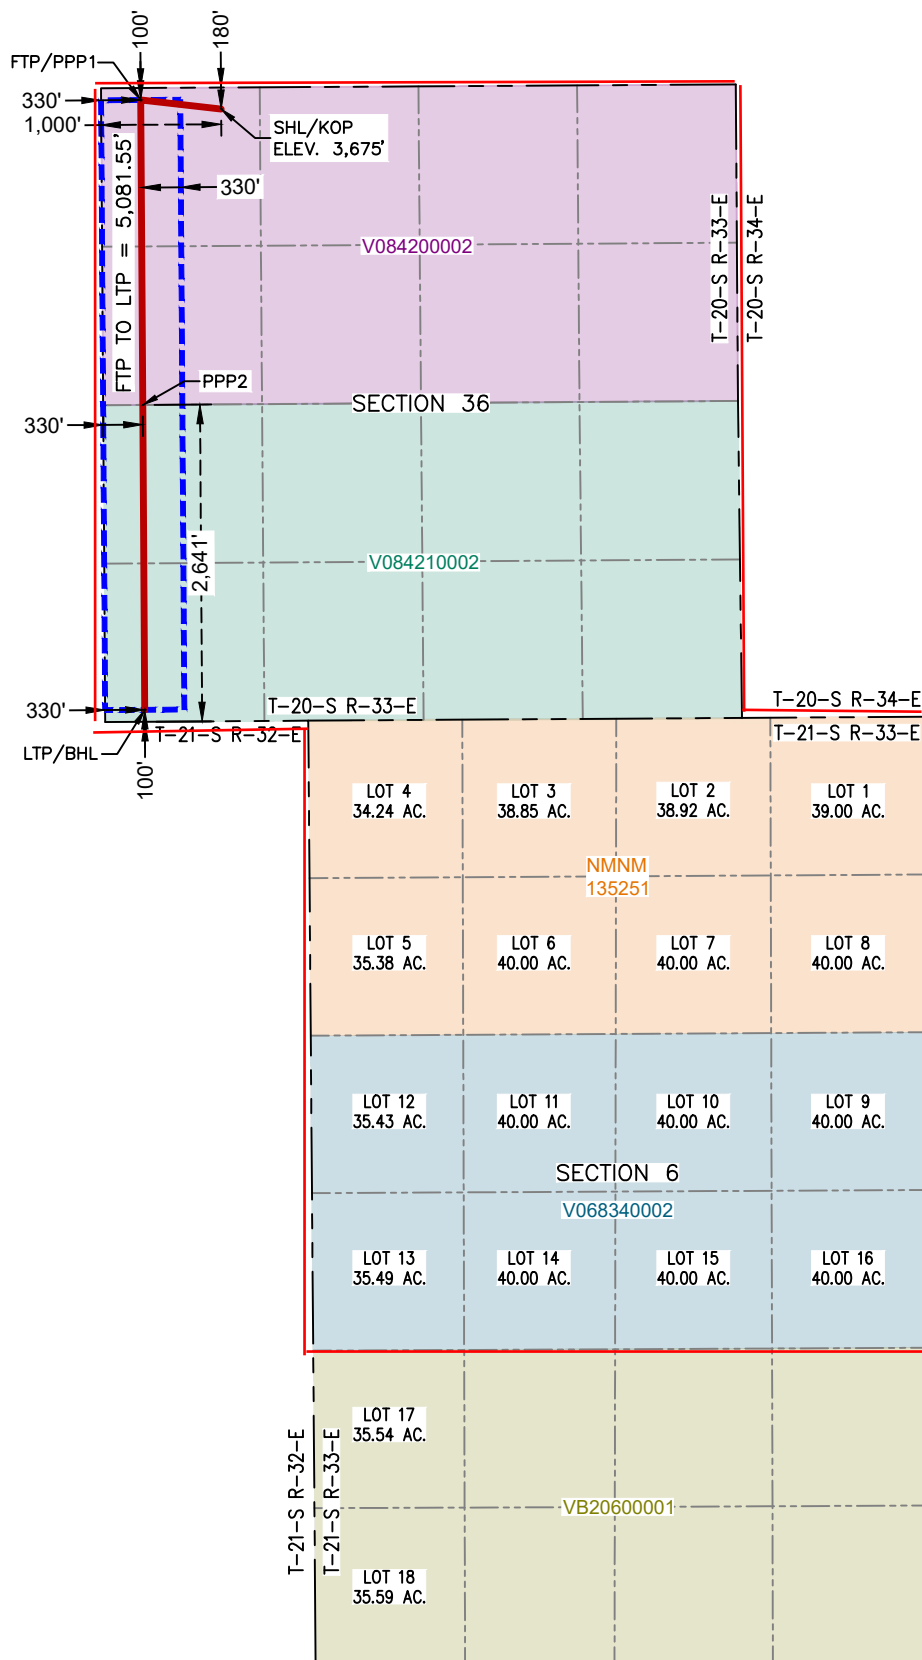 100'
180'
FTP/PPP1
330'
1,000'
SHL/KOP
ELEV. 3,675'
FTP TO LTP = 5,081.55'
330'
V084200002
T-20-S R-33-E
T-20-S R-34-E
PPP2
SECTION 36
330'
2,641'
V084210002
330'
T-20-S R-33-E
T-20-S R-34-E
T-21-S R-32-E
T-21-S R-33-E
LTP/BHL
100'
LOT 4
34.24 AC.
LOT 3
38.85 AC.
LOT 2
38.92 AC.
LOT 1
39.00 AC.
NMNM
135251
LOT 5
35.38 AC.
LOT 6
40.00 AC.
LOT 7
40.00 AC.
LOT 8
40.00 AC.
LOT 12
35.43 AC.
LOT 11
40.00 AC.
LOT 10
40.00 AC.
LOT 9
40.00 AC.
SECTION 6
V068340002
LOT 13
35.49 AC.
LOT 14
40.00 AC.
LOT 15
40.00 AC.
LOT 16
40.00 AC.
LOT 17
35.54 AC.
T-21-S R-32-E
T-21-S R-33-E
VB20600001
LOT 18
35.59 AC.